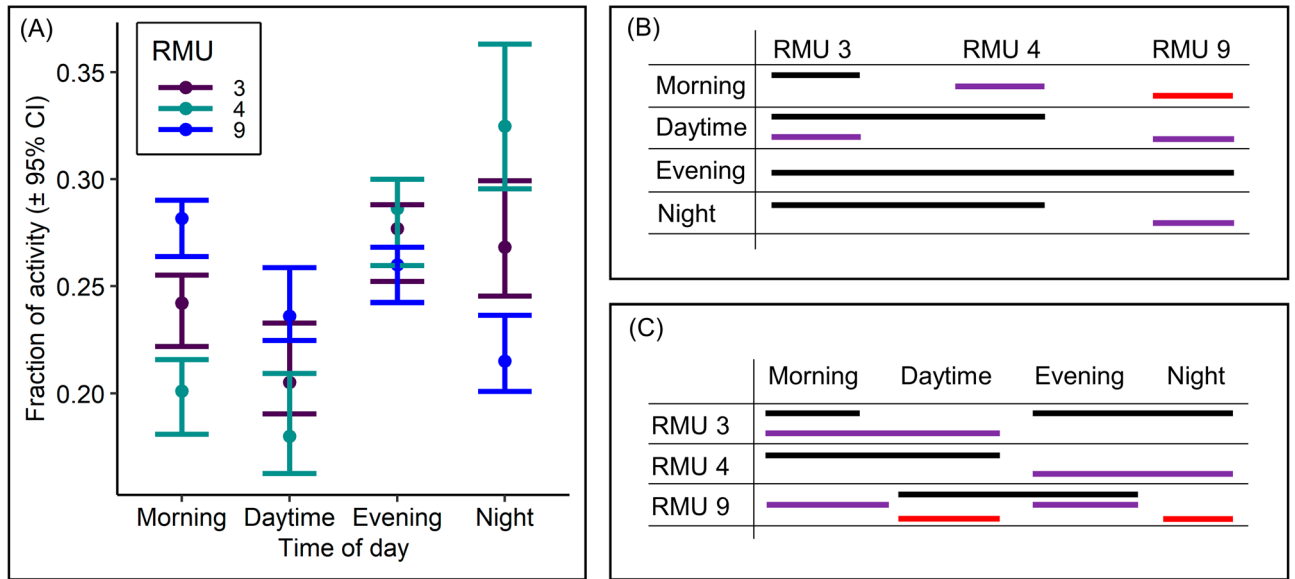 (A)
RMU
3
4
9
Fraction of activity (± 95% CI)
0.35
0.30
0.25
0.20
Morning Daytime Evening Night
Time of day
(B)
RMU 3 RMU 4 RMU 9
Morning
Daytime
Evening
Night
(C)
Morning Daytime Evening Night
RMU 3
RMU 4
RMU 9